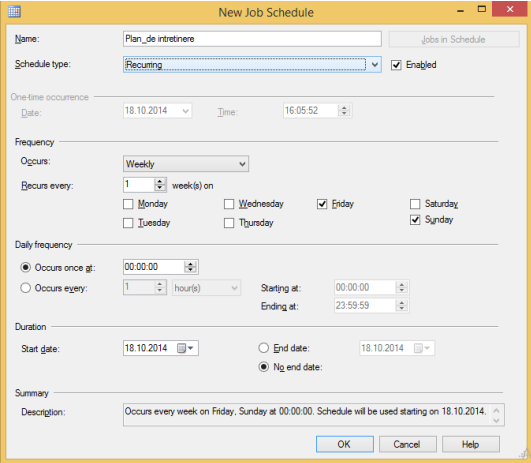 New Job Schedule
Name: Plan_de intretinere Jobs in Schedule
Schedule type: Recurring Enabled
One-time occurrence
Date: 18.10.2014 Time: 16:05:52
Frequency
Occurs: Weekly
Recurs every: 1 week(s) on
Monday Wednesday Friday Saturday
Tuesday Thursday Sunday
Daily frequency
Occurs once at: 00:00:00
Occurs every: 1 hour(s) Starting at: 00:00:00
Ending at: 23:59:59
Duration
Start date: 18.10.2014 End date: 18.10.2014
No end date:
Summary
Description: Occurs every week on Friday, Sunday at 00:00:00. Schedule will be used starting on 18.10.2014.
OK Cancel Help